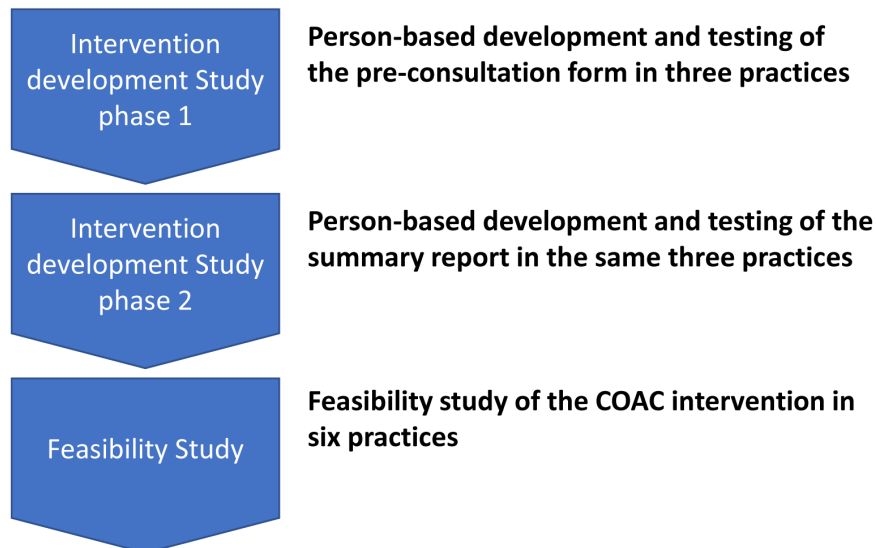 Intervention
development Study
phase 1
Person-based development and testing of
the pre-consultation form in three practices
Intervention
development Study
phase 2
Person-based development and testing of the
summary report in the same three practices
Feasibility Study
Feasibility study of the COAC intervention in
six practices